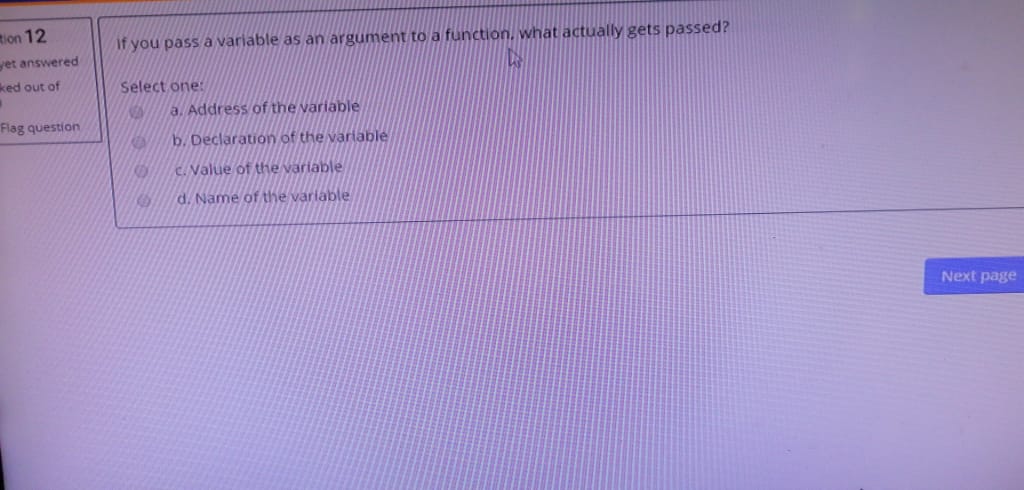 tion 12
yet answered
ked out of
Flag question
If you pass a variable as an argument to a function, what actually gets passed?
Select one:
a. Address of the variable
b. Declaration of the variable
c. Value of the variable
d. Name of the variable
Next page